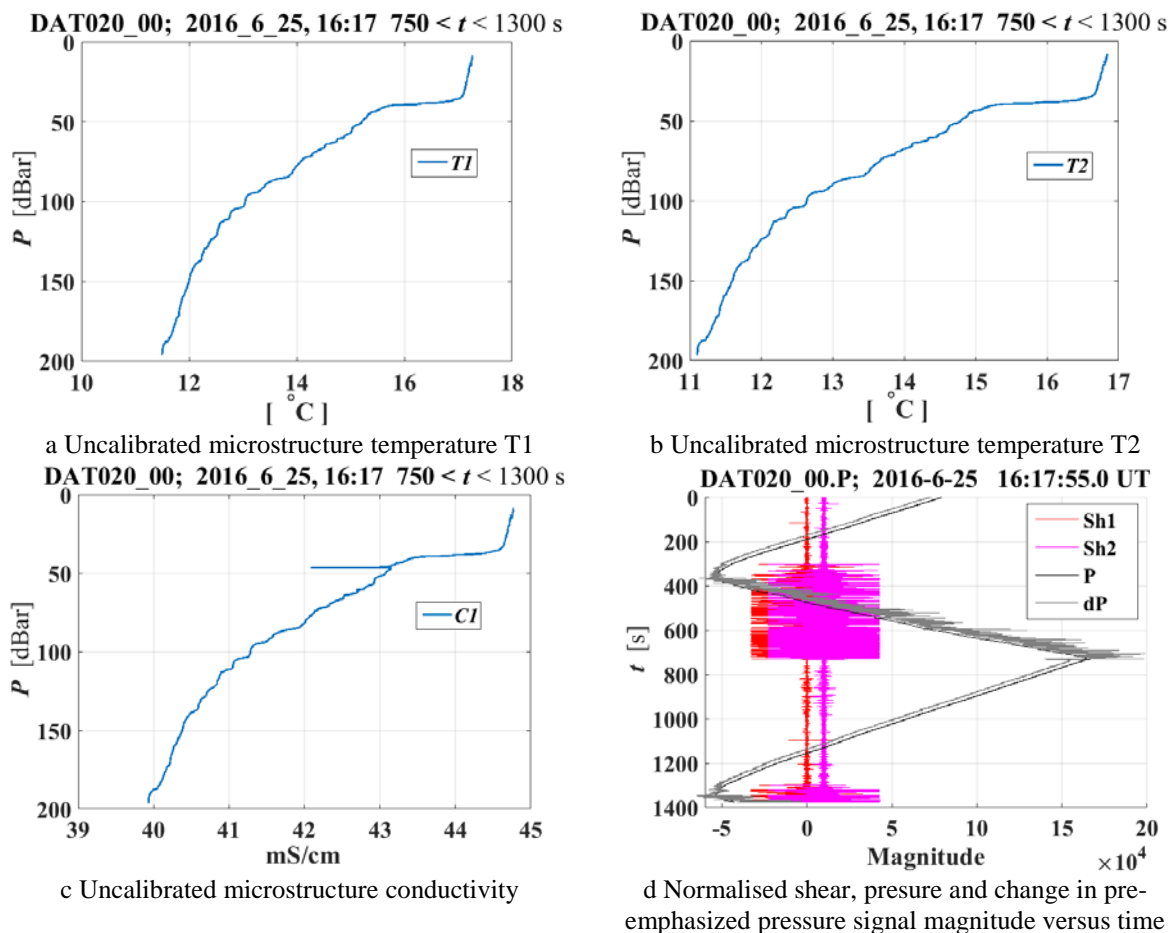 DAT020_00; 2016_6_25, 16:17 750 < t < 1300 s
0
50
100
150
200
P [dBar]
T1
10 12 14 16 18
[ °C ]
a Uncalibrated microstructure temperature T1
DAT020_00; 2016_6_25, 16:17 750 < t < 1300 s
0
50
100
150
200
P [dBar]
T2
11 12 13 14 15 16 17
[ °C ]
b Uncalibrated microstructure temperature T2
DAT020_00; 2016_6_25, 16:17 750 < t < 1300 s
0
50
100
150
200
P [dBar]
C1
39 40 41 42 43 44 45
mS/cm
c Uncalibrated microstructure conductivity
DAT020_00.P; 2016-6-25 16:17:55.0 UT
0
200
400
600
800
1000
1200
1400
t [s]
Sh1
Sh2
P
dP
-5 0 5 10 15 20
Magnitude
×10⁴
d Normalised shear, presure and change in pre-
emphasized pressure signal magnitude versus time